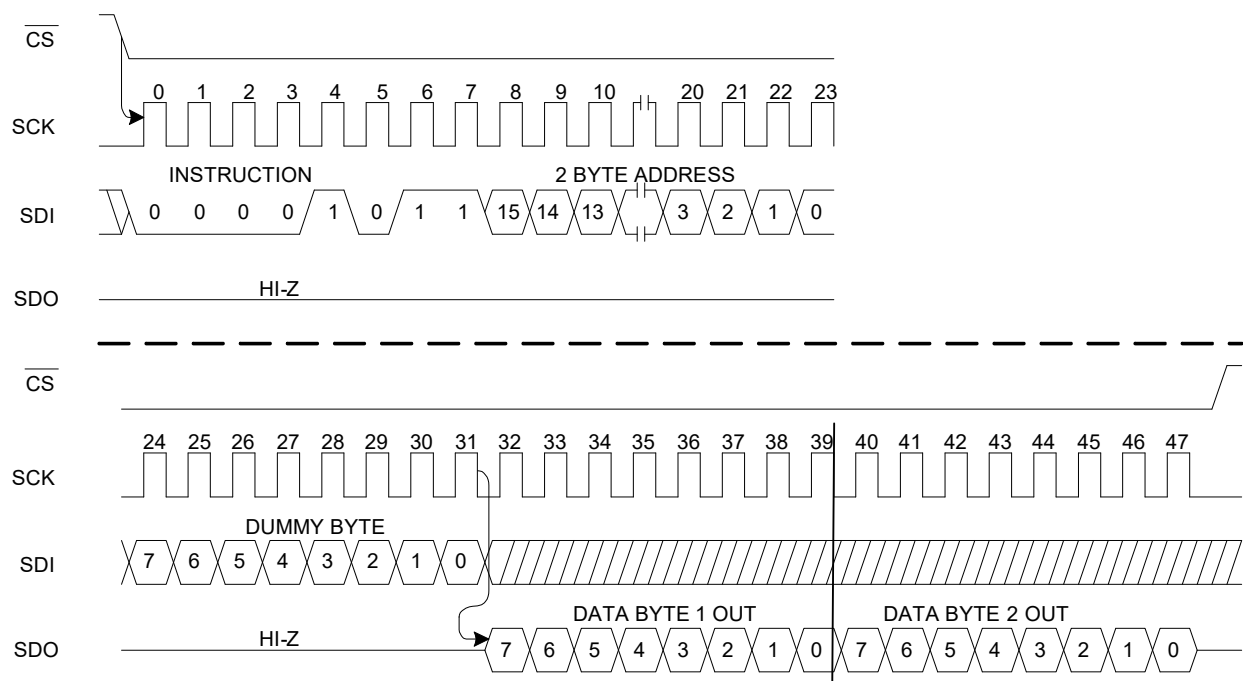 CS
0 1 2 3 4 5 6 7 8 9 10 20 21 22 23
SCK
INSTRUCTION 2 BYTE ADDRESS
SDI 0 0 0 0 1 0 1 1 15 14 13 3 2 1 0
SDO HI-Z
CS
24 25 26 27 28 29 30 31 32 33 34 35 36 37 38 39 40 41 42 43 44 45 46 47
SCK
DUMMY BYTE
SDI 7 6 5 4 3 2 1 0
DATA BYTE 1 OUT DATA BYTE 2 OUT
SDO HI-Z 7 6 5 4 3 2 1 0 7 6 5 4 3 2 1 0